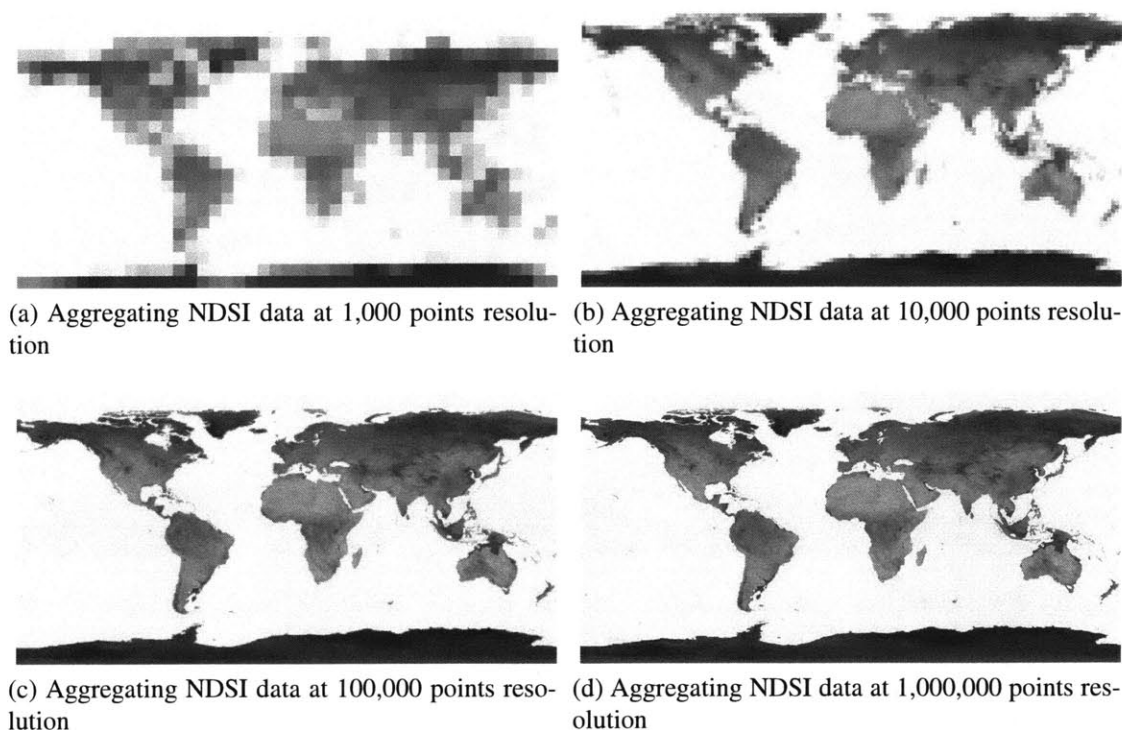 (a) Aggregating NDSI data at 1,000 points resolu-
tion
(b) Aggregating NDSI data at 10,000 points resolu-
tion
(c) Aggregating NDSI data at 100,000 points reso-
lution
(d) Aggregating NDSI data at 1,000,000 points res-
olution